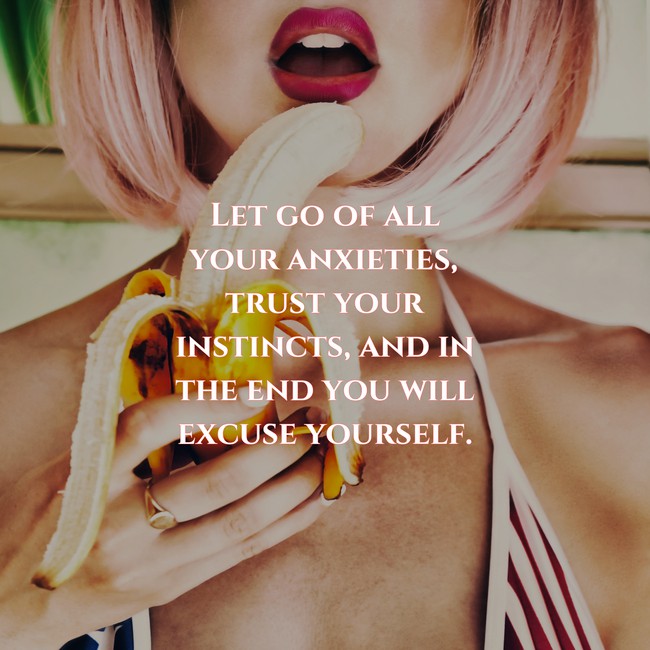 Let go of all
your anxieties,
trust your
instincts, and in
the end you will
excuse yourself.